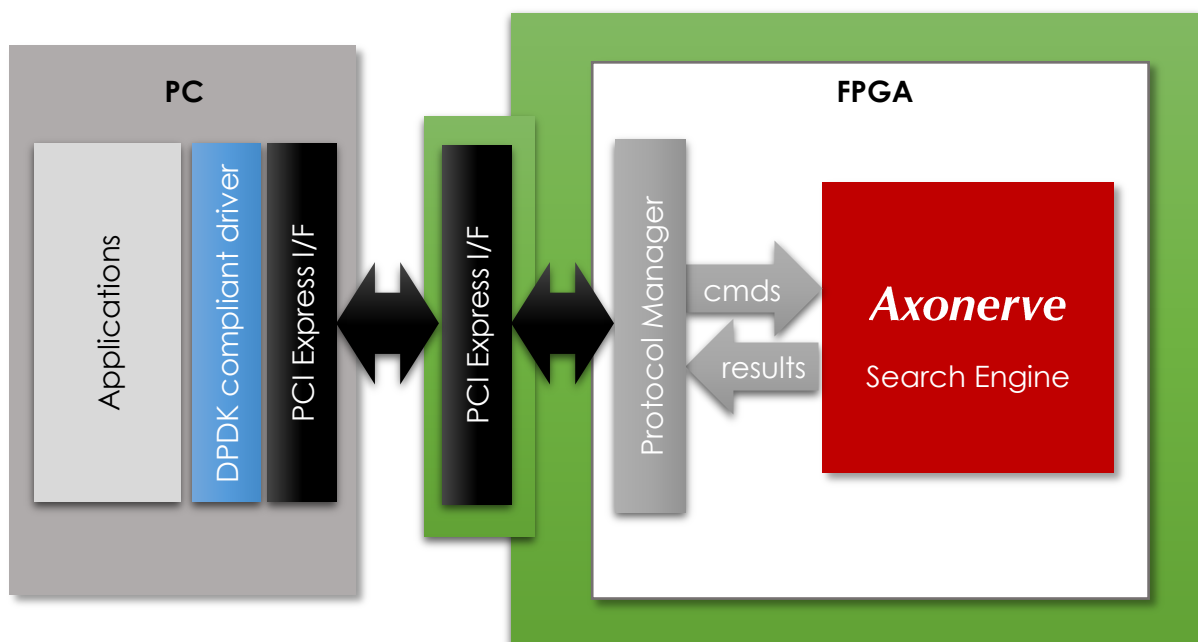 PC
Applications
DPDK compliant driver
PCI Express I/F
PCI Express I/F
FPGA
Protocol Manager
cmds
results
Axonerve
Search Engine